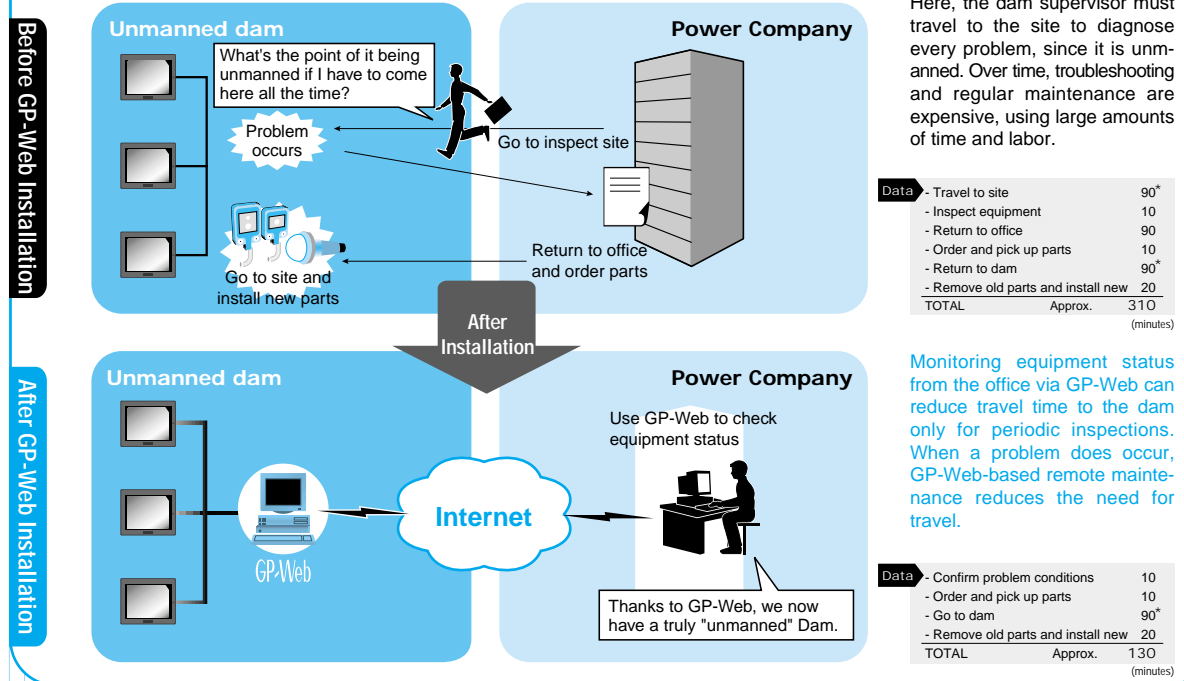 Before GP-Web Installation
Unmanned dam
Power Company
What's the point of it being
unmanned if I have to come
here all the time?
Problem
occurs
Go to inspect site
Return to office
and order parts
Go to site and
install new parts
Here, the dam supervisor must
travel to the site to diagnose
every problem, since it is unm-
anned. Over time, troubleshooting
and regular maintenance are
expensive, using large amounts
of time and labor.
Data
- Travel to site 90*
- Inspect equipment 10
- Return to office 90
- Order and pick up parts 10
- Return to dam 90*
- Remove old parts and install new 20
TOTAL Approx. 310
(minutes)
After
Installation
After GP-Web Installation
Unmanned dam
Power Company
Use GP-Web to check
equipment status
GP-Web
Internet
Thanks to GP-Web, we now
have a truly "unmanned" Dam.
Monitoring equipment status
from the office via GP-Web can
reduce travel time to the dam
only for periodic inspections.
When a problem does occur,
GP-Web-based remote mainte-
nance reduces the need for
travel.
Data
- Confirm problem conditions 10
- Order and pick up parts 10
- Go to dam 90*
- Remove old parts and install new 20
TOTAL Approx. 130
(minutes)